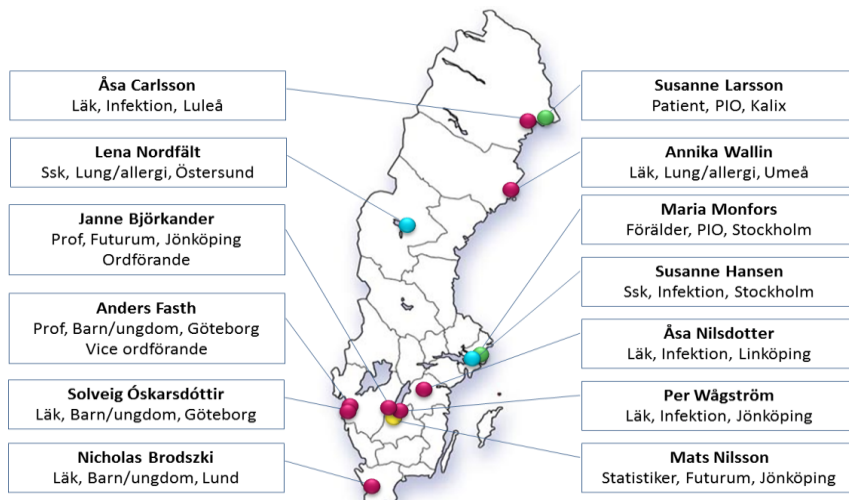 Åsa Carlsson
Läk, Infektion, Luleå
Lena Nordfält
Ssk, Lung/allergi, Östersund
Janne Björkander
Prof, Futurum, Jönköping
Ordförande
Anders Fasth
Prof, Barn/ungdom, Göteborg
Vice ordförande
Solveig Óskarsdóttir
Läk, Barn/ungdom, Göteborg
Nicholas Brodszki
Läk, Barn/ungdom, Lund
Susanne Larsson
Patient, PIO, Kalix
Annika Wallin
Läk, Lung/allergi, Umeå
Maria Monfors
Förälder, PIO, Stockholm
Susanne Hansen
Ssk, Infektion, Stockholm
Åsa Nilsdotter
Läk, Infektion, Linköping
Per Wågström
Läk, Infektion, Jönköping
Mats Nilsson
Statistiker, Futurum, Jönköping